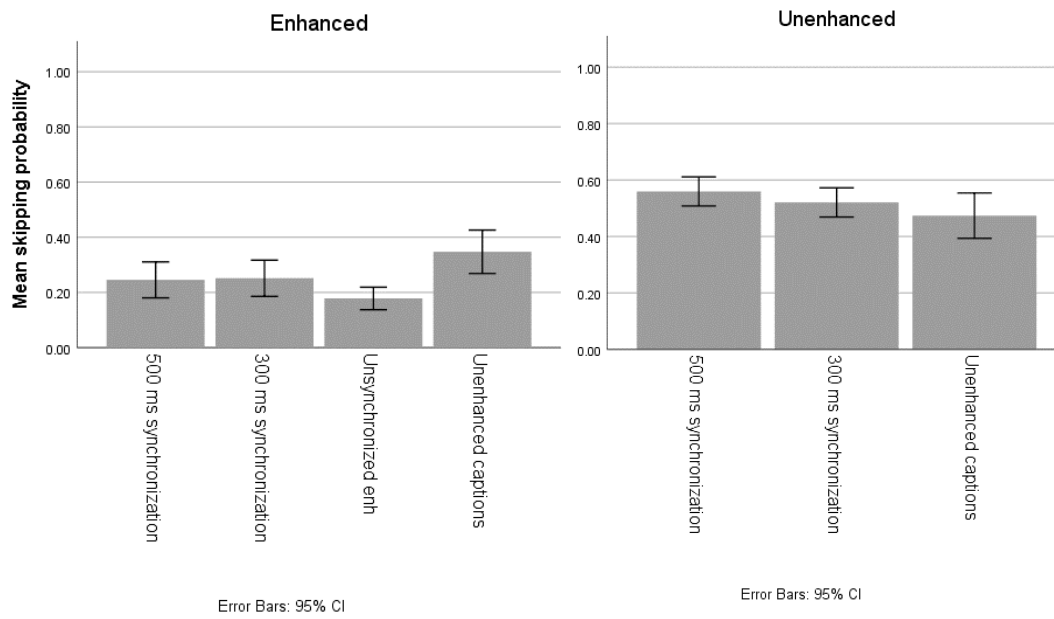 Enhanced
Mean skipping probability
1.00
0.80
0.60
0.40
0.20
0.00
500 ms synchronization
300 ms synchronization
Unsynchronized enh
Unenhanced captions
Error Bars: 95% CI
Unenhanced
1.00
0.80
0.60
0.40
0.20
0.00
500 ms synchronization
300 ms synchronization
Unenhanced captions
Error Bars: 95% CI